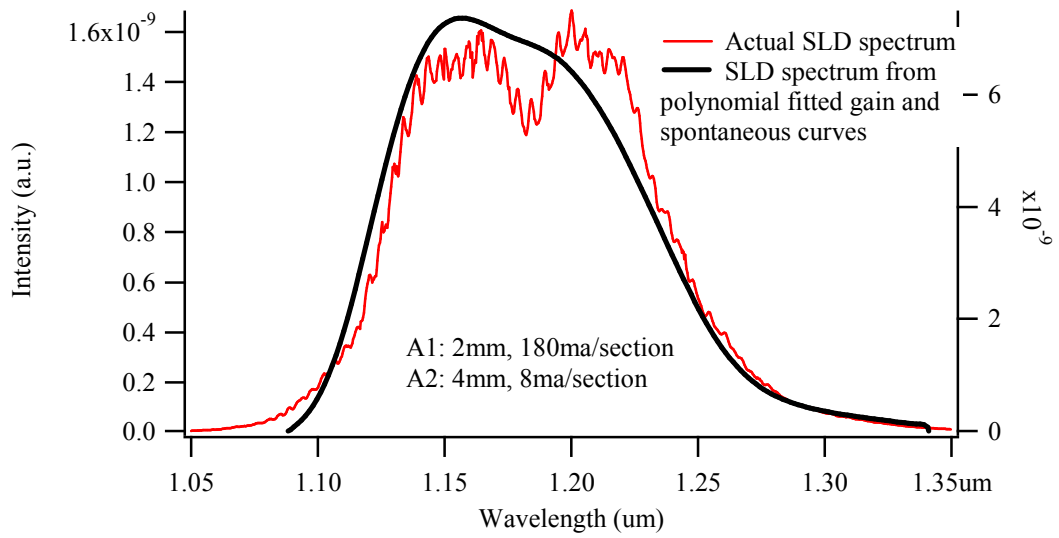 1.6x10-9
1.4
1.2
1.0
0.8
0.6
0.4
0.2
0.0
Intensity (a.u.)
Actual SLD spectrum
SLD spectrum from
polynomial fitted gain and
spontaneous curves
A1: 2mm, 180ma/section
A2: 4mm, 8ma/section
6
4
2
0
x10-9
1.05
1.10
1.15
1.20
1.25
1.30
1.35um
Wavelength (um)